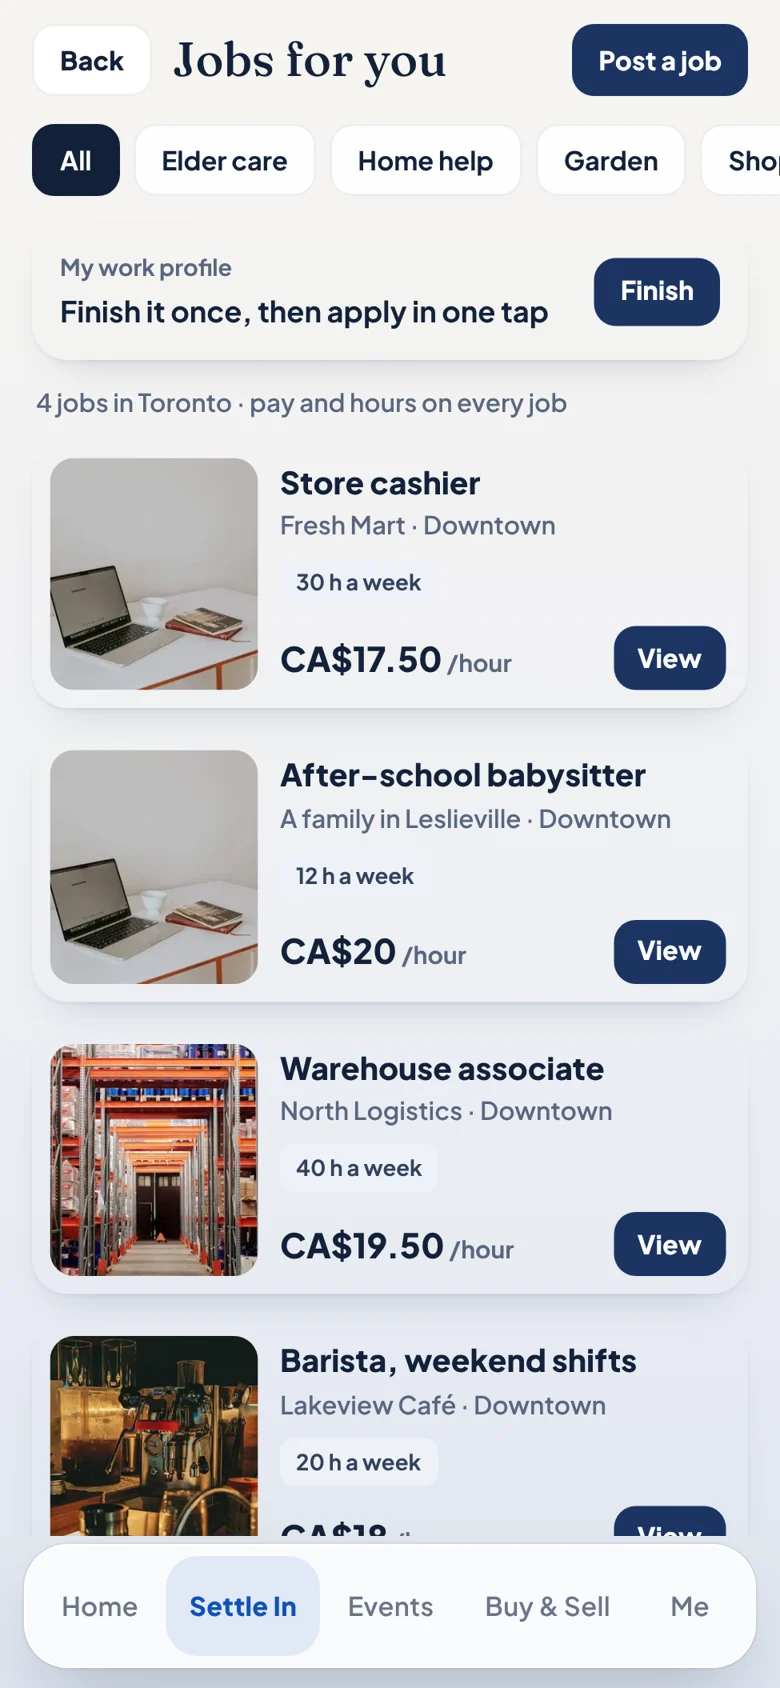 Back
Jobs for you
Post a job
All
Elder care
Home help
Garden
My work profile
Finish it once, then apply in one tap
Finish
4 jobs in Toronto · pay and hours on every job
Store cashier
Fresh Mart · Downtown
30 h a week
CA$17.50 /hour
View
After-school babysitter
A family in Leslieville · Downtown
12 h a week
CA$20 /hour
View
Warehouse associate
North Logistics · Downtown
40 h a week
CA$19.50 /hour
View
Barista, weekend shifts
Lakeview Café · Downtown
20 h a week
View
Home
Settle In
Events
Buy & Sell
Me